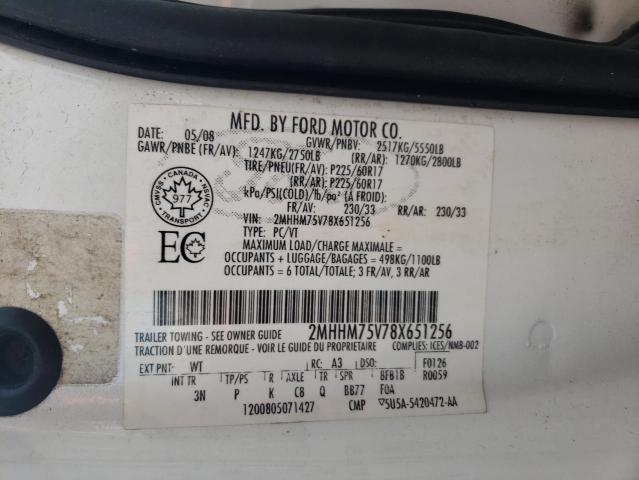 MFD. BY FORD MOTOR CO.
DATE: 05/08 GVWR/PNBV: 2517KG/5550LB
GAWR/PNBE (FR/AV): 1247KG/2750LB (RR/AR): 1270KG/2800LB
TIRE/PNEU(FR/AV): P225/60R17
(RR/AR): P225/60R17
kPa/PSI(COLD)/lb/po² (A FROID):
FR/AV: 230/33 RR/AR: 230/33
VIN: 2MHHM75V78X651256
TYPE: PC/VT
MAXIMUM LOAD/CHARGE MAXIMALE =
OCCUPANTS + LUGGAGE/BAGAGES = 498KG/1100LB
OCCUPANTS = 6 TOTAL/TOTALE; 3 FR/AV, 3 RR/AR
CMVSS NSVAC
977
TRANSPORT
EC
TRAILER TOWING - SEE OWNER GUIDE 2MHHM75V78X651256
TRACTION D'UNE REMORQUE - VOIR LE GUIDE DU PROPRIETAIRE COMPLIES: ICES/NMB-002
EXT PNT: WT RC: A3 DSO: F0126
INT TR TP/PS R AXLE TR SPR BFB1B R0059
3N P K C8 Q BB77 F0A
1200805071427 CMP ▽5U5A-5420472-AA